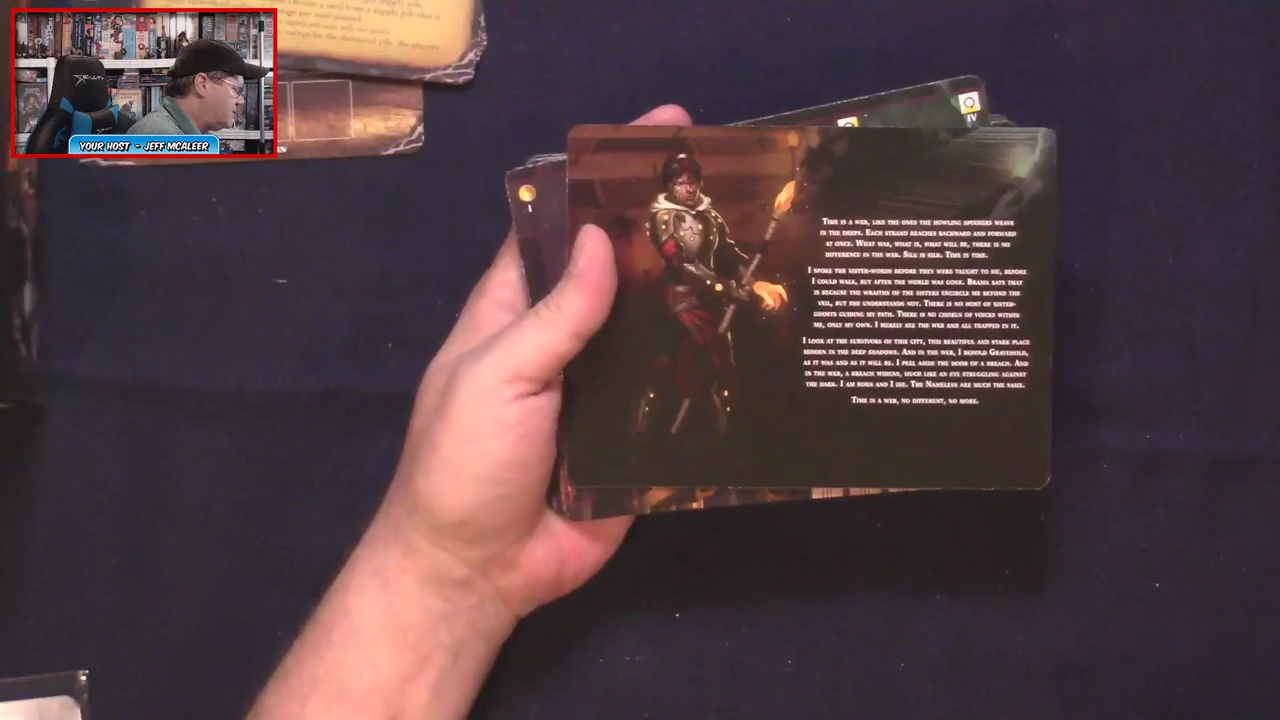 YOUR HOST - JEFF MCALEER
I
IV
TIME IS A WEB, LIKE THE ONES THE HOWLING SPINNERS WEAVE
IN THE DEEPS. EACH STRAND REACHES BACKWARD AND FORWARD
AT ONCE. WHAT WAS, WHAT IS, WHAT WILL BE, THERE IS NO
DIFFERENCE IN THE WEB. SILK IS SILK. TIME IS TIME.
I SPOKE THE SISTER-WORDS BEFORE THEY WERE TAUGHT TO ME, BEFORE
I COULD WALK, BUT AFTER THE WORLD WAS GONE. BRAMA SAYS THAT
IS BECAUSE THE WRAITHS OF THE SISTERS ENCIRCLE ME BEYOND THE
VEIL, BUT SHE UNDERSTANDS NOT. THERE IS NO HOST OF SISTER-
GHOSTS GUIDING MY PATH. THERE IS NO CHORUS OF VOICES WITHIN
ME, ONLY MY OWN. I MERELY SEE THE WEB AND ALL TRAPPED IN IT.
I LOOK AT THE SURVIVORS OF THIS CITY, THIS BEAUTIFUL AND STARK PLACE
HIDDEN IN THE DEEP SHADOWS. AND IN THE WEB, I BEHOLD GRAVEHOLD,
AS IT WAS AND AS IT WILL BE. I PEEL ASIDE THE DOOR OF A BREACH. AND
IN THE WEB, A BREACH WIDENS, MUCH LIKE AN EYE STRUGGLING AGAINST
THE DARK. I AM BORN AND I DIE. THE NAMELESS ARE MUCH THE SAME.
TIME IS A WEB, NO DIFFERENT, NO MORE.